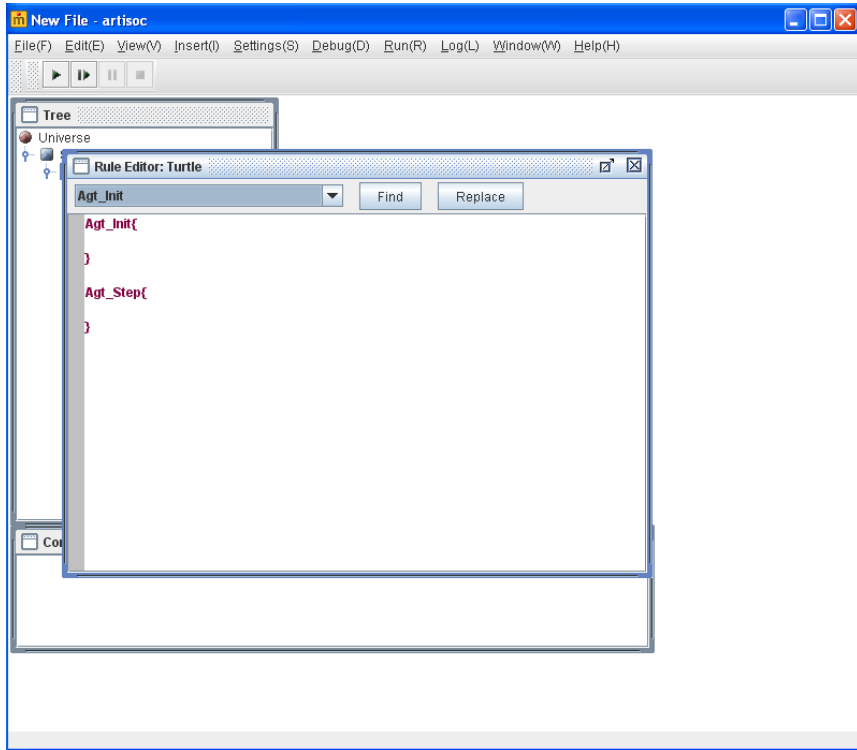 New File - artisoc
File(F) Edit(E) View(V) Insert(I) Settings(S) Debug(D) Run(R) Log(L) Window(W) Help(H)
Tree
Universe
Rule Editor: Turtle
Agt_Init Find Replace
Agt_Init{
}
Agt_Step{
}